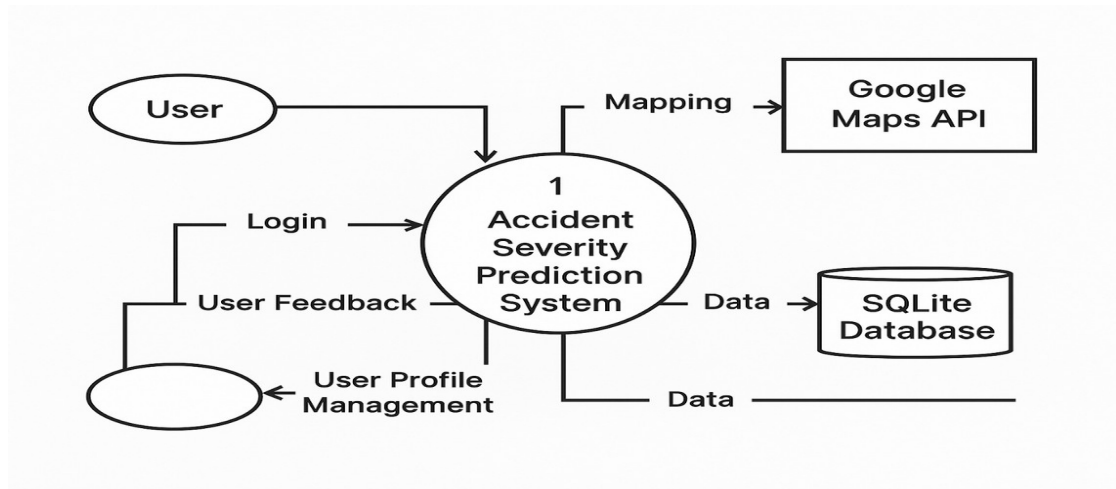 User
Mapping
Google
Maps API
1
Accident
Severity
Prediction
System
Login
User Feedback
Data
SQLite
Database
User Profile
Management
Data